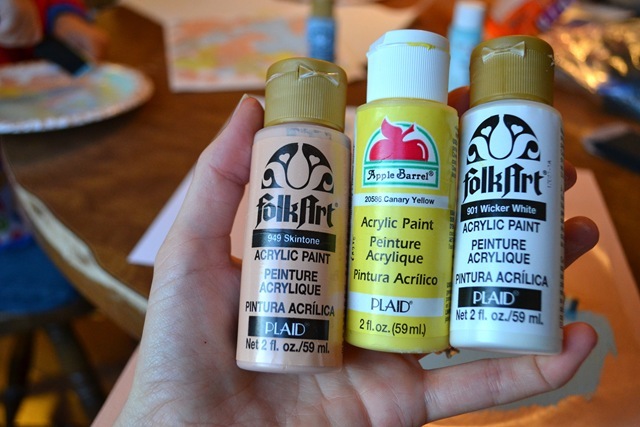 folkArt®
949 Skintone
ACRYLIC PAINT
PEINTURE
ACRYLIQUE
PINTURA ACRÍLICA
PLAID®
Net 2 fl. oz./59 ml.
Apple Barrel®
20586 Canary Yellow
Acrylic Paint
Peinture
Acrylique
Pintura Acrílico
PLAID®
2 fl. oz. (59 ml.)
folkArt®
901 Wicker White
ACRYLIC PAINT
PEINTURE
ACRYLIQUE
PINTURA ACRÍLICA
PLAID®
Net 2 fl. oz./59 ml.